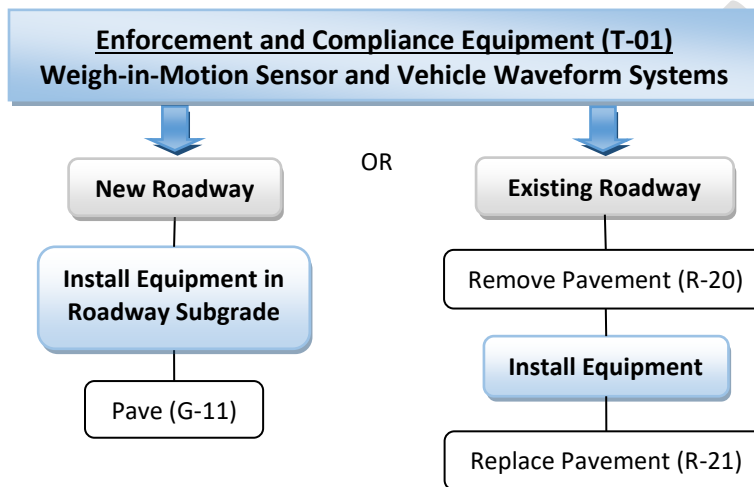 Enforcement and Compliance Equipment (T-01)
Weigh-in-Motion Sensor and Vehicle Waveform Systems
New Roadway
OR
Existing Roadway
Install Equipment in
Roadway Subgrade
Pave (G-11)
Remove Pavement (R-20)
Install Equipment
Replace Pavement (R-21)